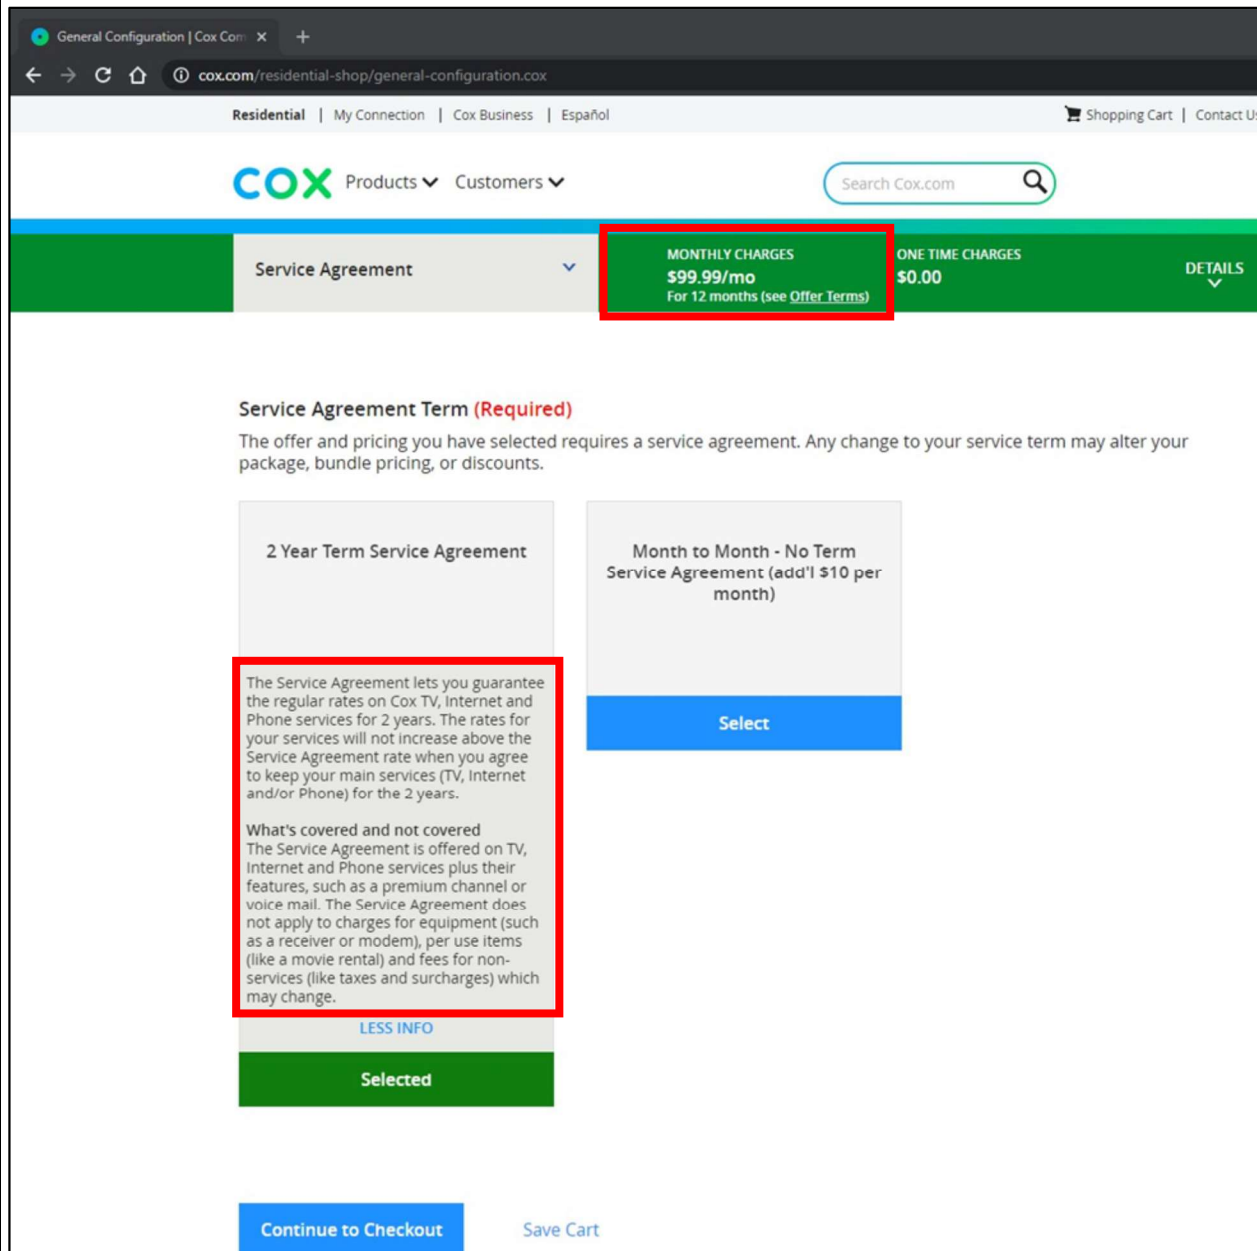 General Configuration | Cox Com
cox.com/residential-shop/general-configuration.cox
Residential | My Connection | Cox Business | Español
Shopping Cart | Contact Us
COX Products Customers
Search Cox.com
Service Agreement
MONTHLY CHARGES
$99.99/mo
For 12 months (see Offer Terms)
ONE TIME CHARGES
$0.00
DETAILS
Service Agreement Term (Required)
The offer and pricing you have selected requires a service agreement. Any change to your service term may alter your
package, bundle pricing, or discounts.
2 Year Term Service Agreement
The Service Agreement lets you guarantee
the regular rates on Cox TV, Internet and
Phone services for 2 years. The rates for
your services will not increase above the
Service Agreement rate when you agree
to keep your main services (TV, Internet
and/or Phone) for the 2 years.
What's covered and not covered
The Service Agreement is offered on TV,
Internet and Phone services plus their
features, such as a premium channel or
voice mail. The Service Agreement does
not apply to charges for equipment (such
as a receiver or modem), per use items
(like a movie rental) and fees for non-
services (like taxes and surcharges) which
may change.
LESS INFO
Selected
Month to Month - No Term
Service Agreement (add'l $10 per
month)
Select
Continue to Checkout
Save Cart